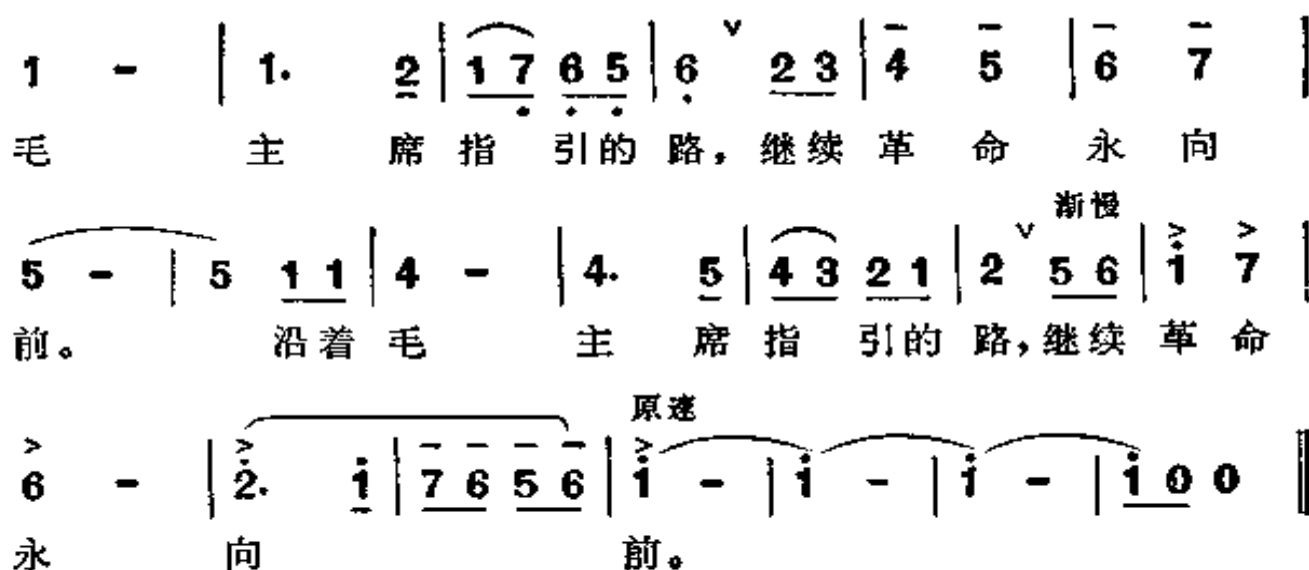 1 - | 1. 2 | 1 7 6 5 | 6 ∨ 2 3 | 4 5 | 6 7 |
毛 主 席 指 引 的 路，继 续 革 命 永 向
渐慢
5 - | 5 1 1 | 4 - | 4. 5 | 4 3 2 1 | 2 ∨ 5 6 | 1 7 |
前。 沿 着 毛 主 席 指 引 的 路，继 续 革 命
原速
6 - | 2. 1 | 7 6 5 6 | 1 - | 1 - | 1 - | 1 0 0 ‖
永 向 前。